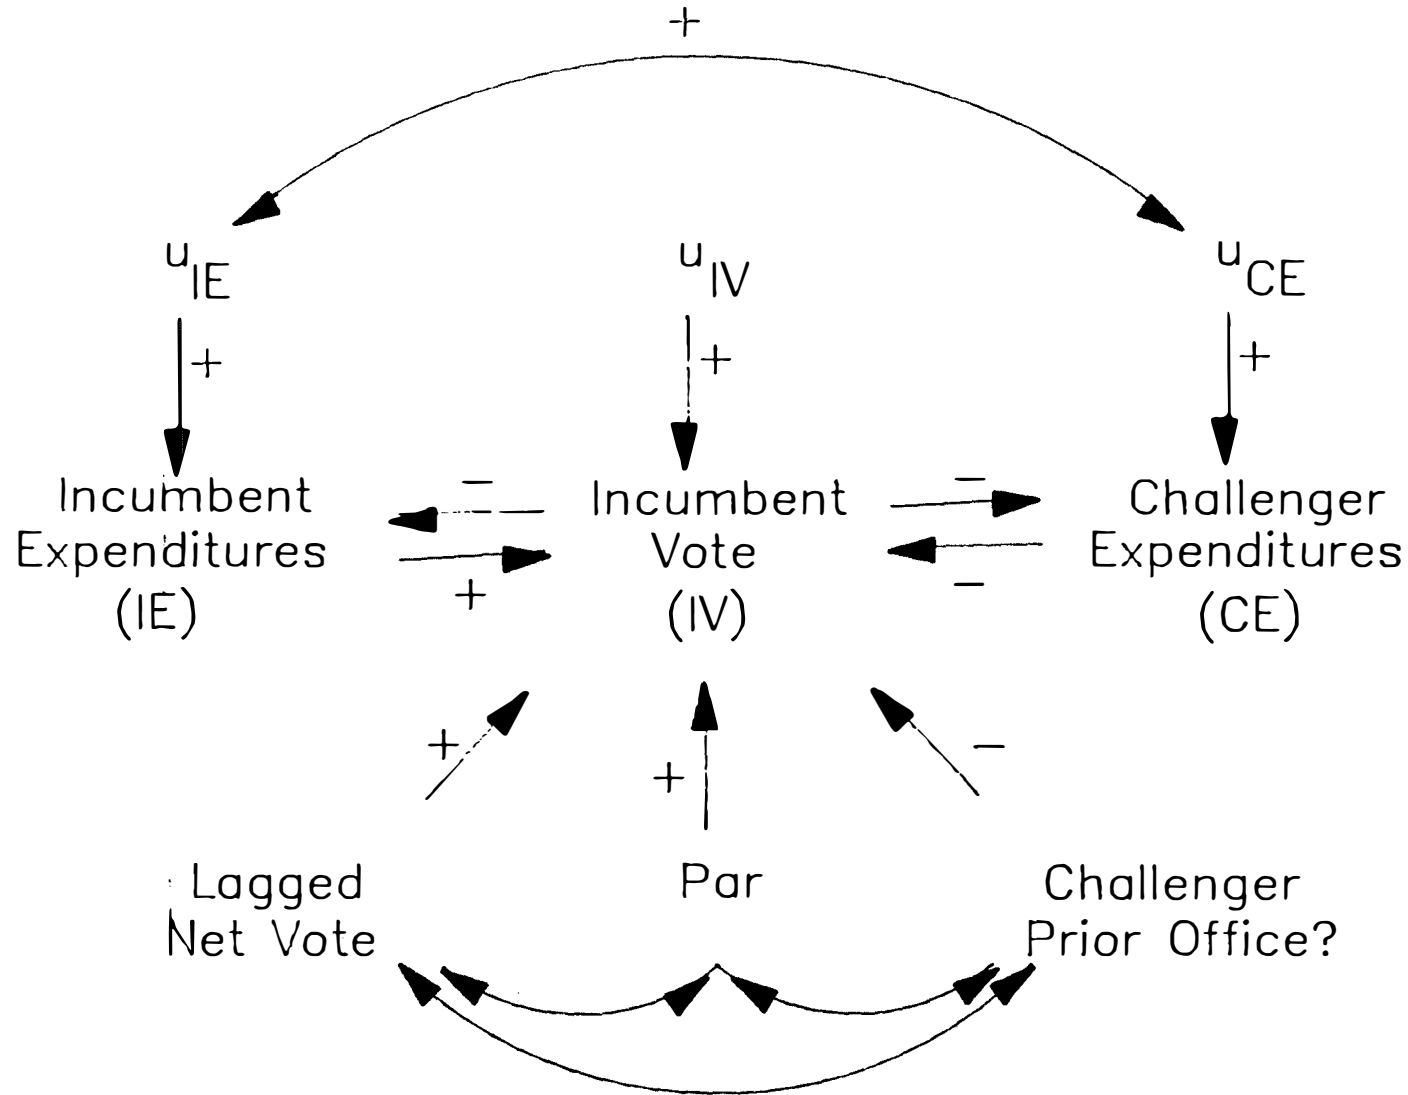 +
u_IE
u_IV
u_CE
+
+
+
Incumbent
Expenditures
(IE)
−
+
Incumbent
Vote
(IV)
−
−
Challenger
Expenditures
(CE)
+
+
−
Lagged
Net Vote
Par
Challenger
Prior Office?